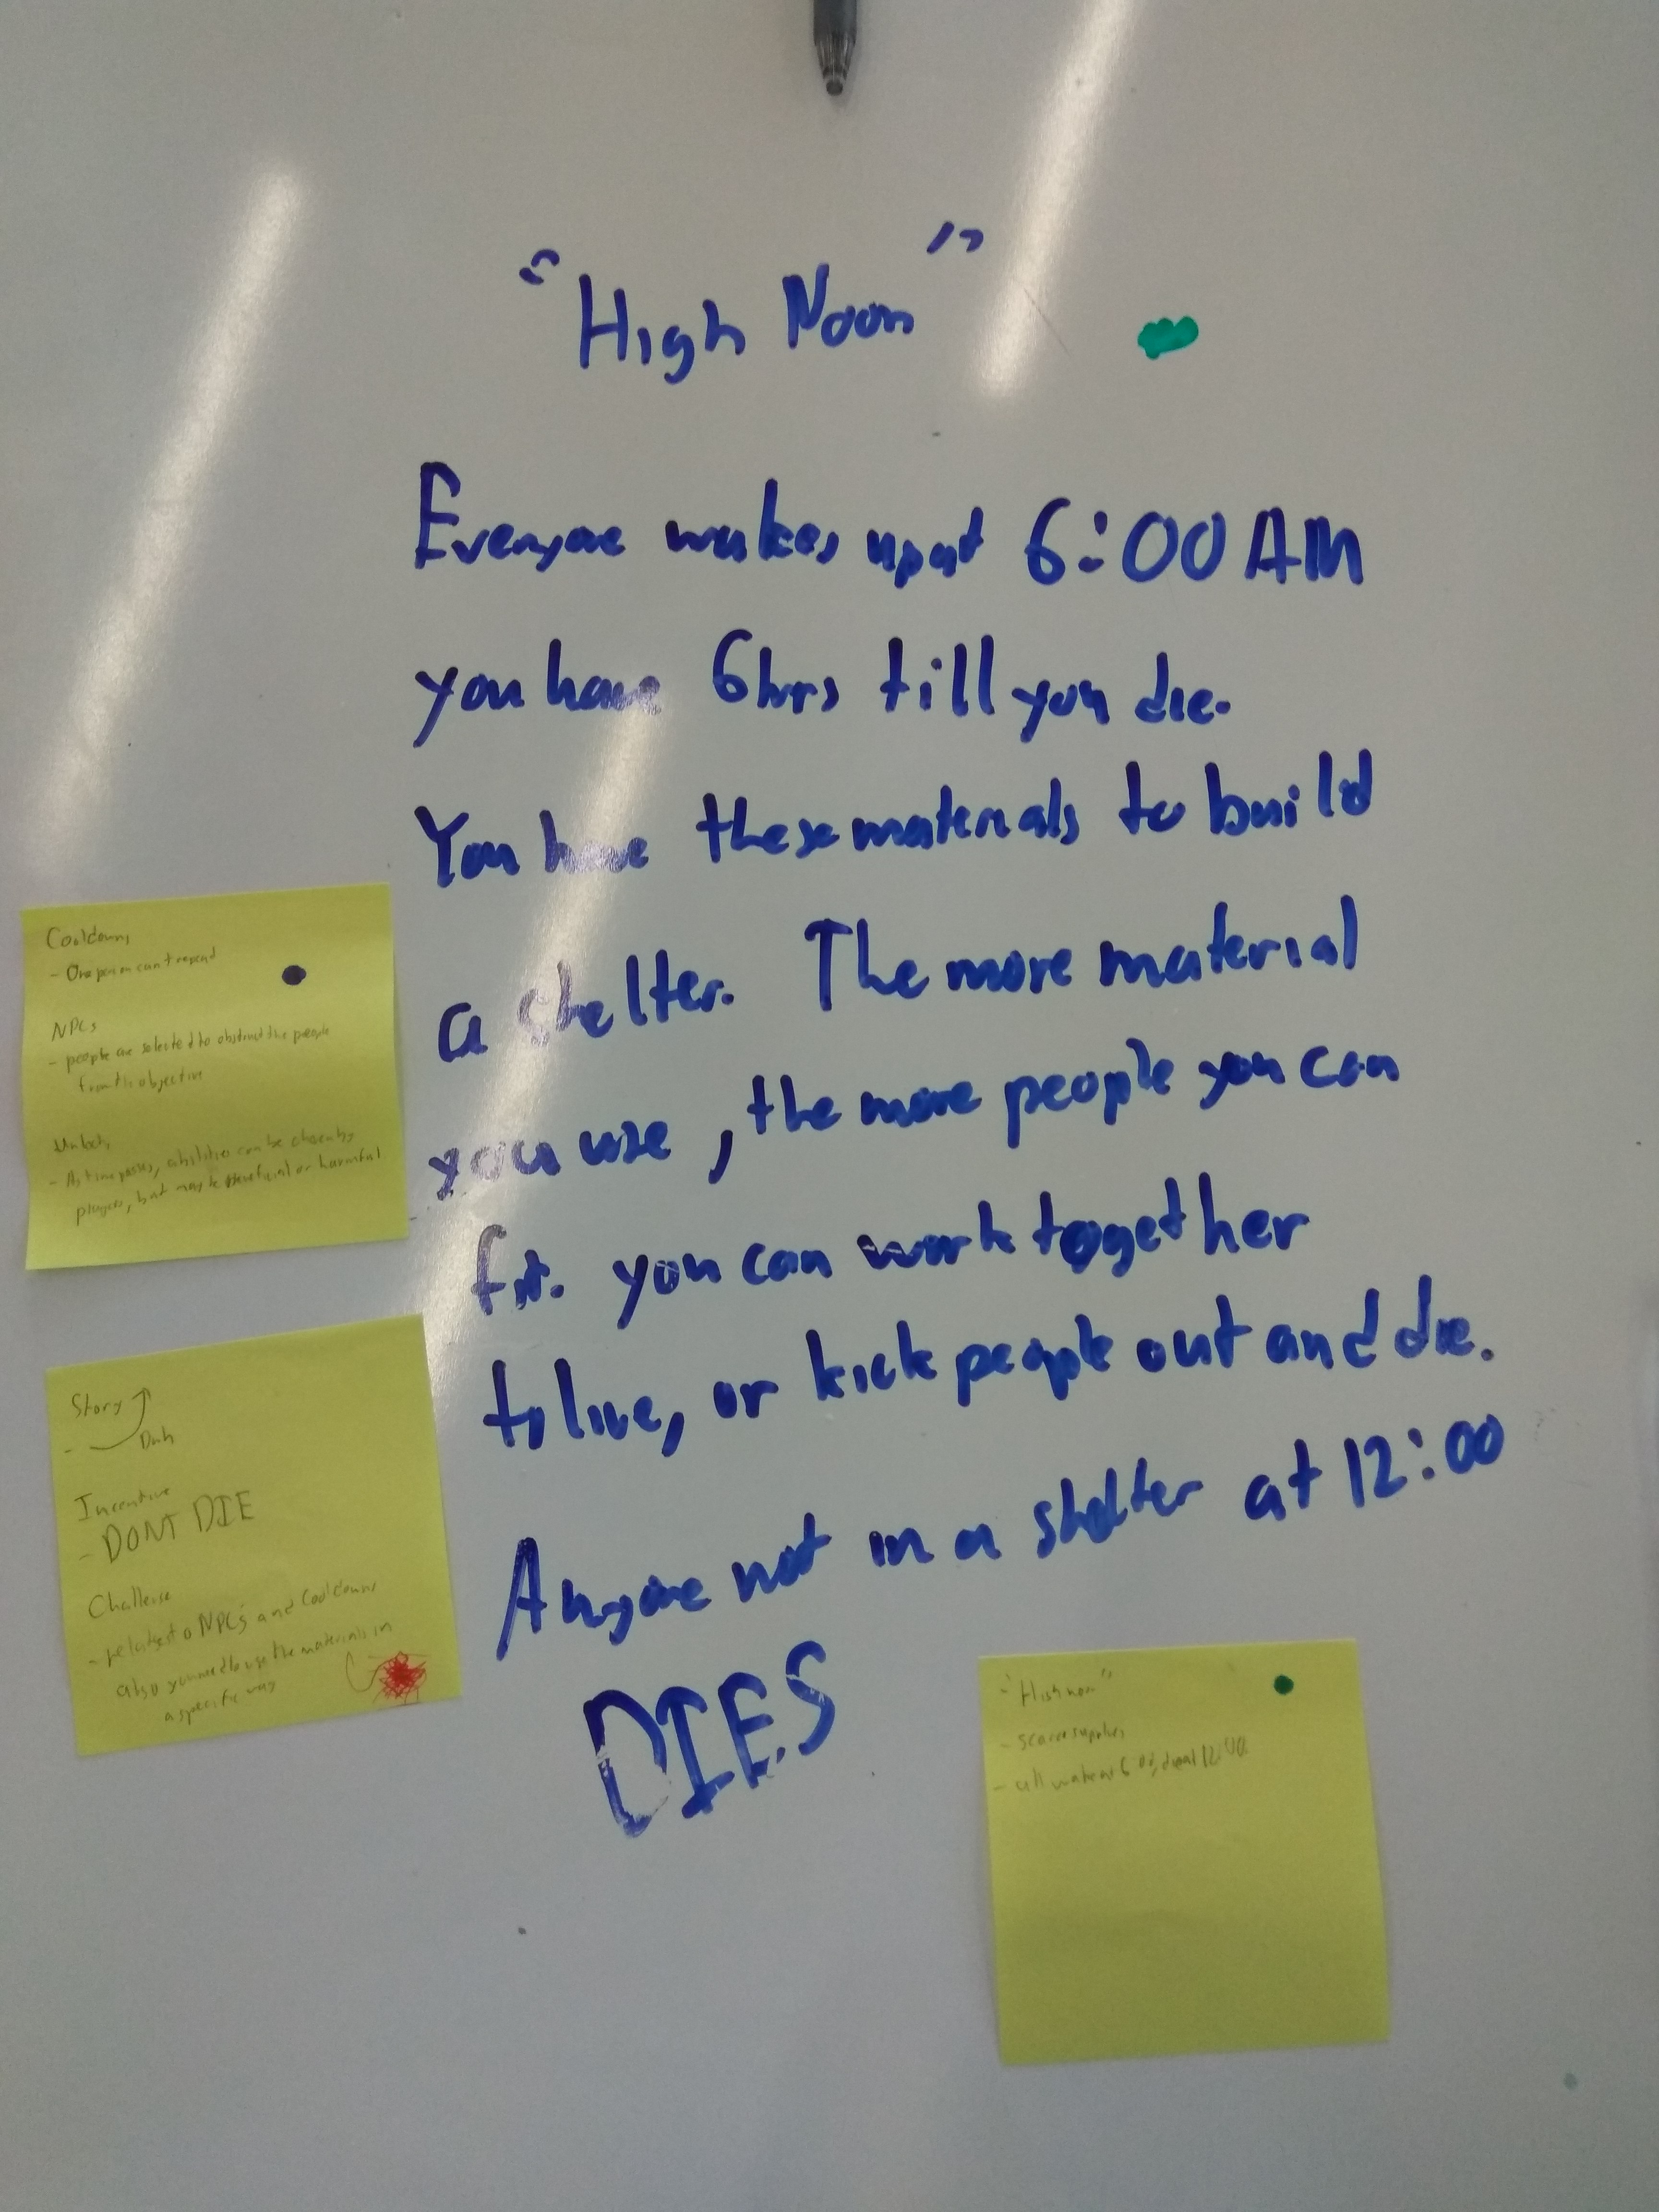 "High Noon"
Everyone wakes up at 6:00 AM
you have 6hrs till you die.
You have these materials to build
a shelter. The more material
you use, the more people you can
fit. you can work together
to live, or kick people out and die.
Anyone not in a shelter at 12:00
DIES
Cooldowns
- One person can't repeat
NPCs
- people are selected to obstruct the people
from the objective
Unlocks
- As time passes, abilities can be chosen by
players, but may be beneficial or harmful
Story
- Duh
Incentive
- DONT DIE
Challenge
- related to NPCs and Cooldowns
also you need to use the materials in
a specific way
"High noon"
- scarce supplies
- all wake at 6 00, die at 12:00